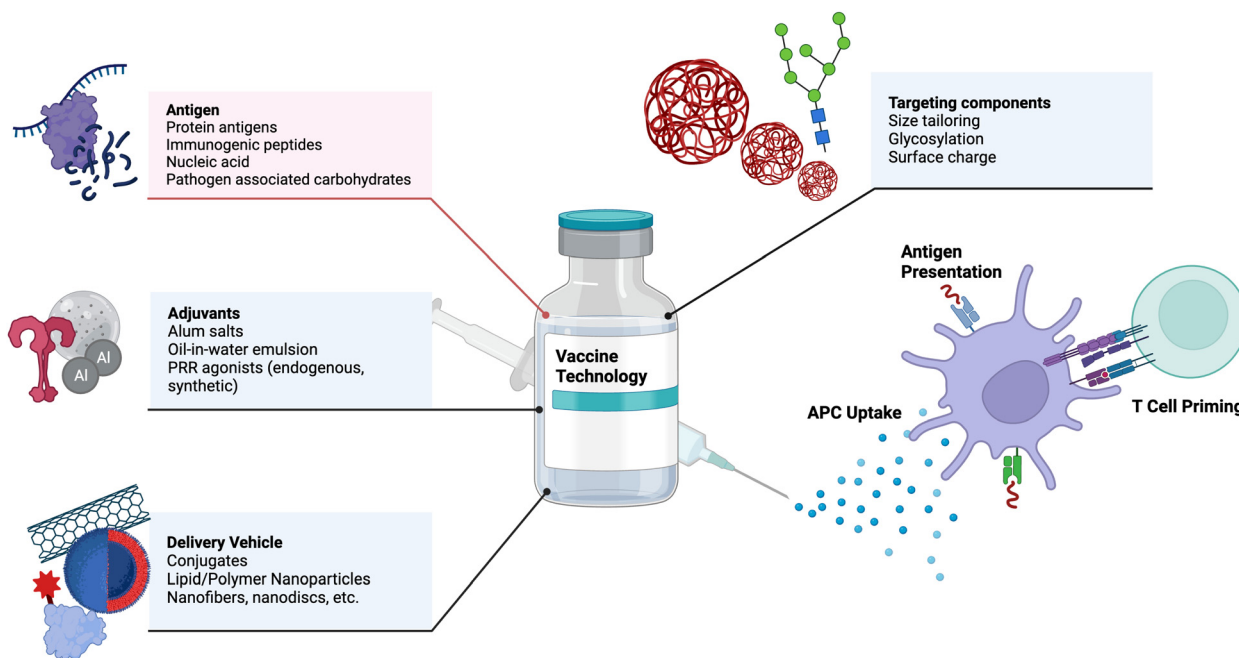 Antigen
Protein antigens
Immunogenic peptides
Nucleic acid
Pathogen associated carbohydrates
Targeting components
Size tailoring
Glycosylation
Surface charge
Adjuvants
Alum salts
Oil-in-water emulsion
PRR agonists (endogenous,
synthetic)
Al
Al
Vaccine
Technology
Antigen
Presentation
APC Uptake
T Cell Priming
Delivery Vehicle
Conjugates
Lipid/Polymer Nanoparticles
Nanofibers, nanodiscs, etc.